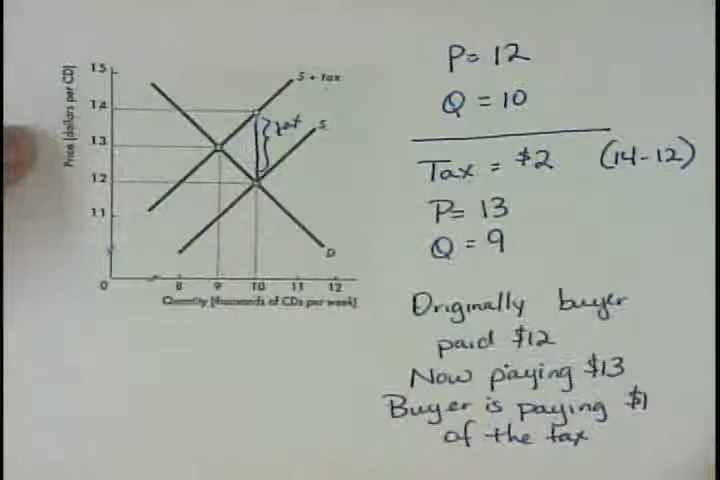 15
14
13
12
11
0
8 9 10 11 12
Price (dollars per CD)
Quantity (thousands of CDs per week)
S + tax
S
D
tax
P= 12
Q = 10
Tax = $2 (14-12)
P= 13
Q = 9
Originally buyer
paid $12
Now paying $13
Buyer is paying $1
of the tax